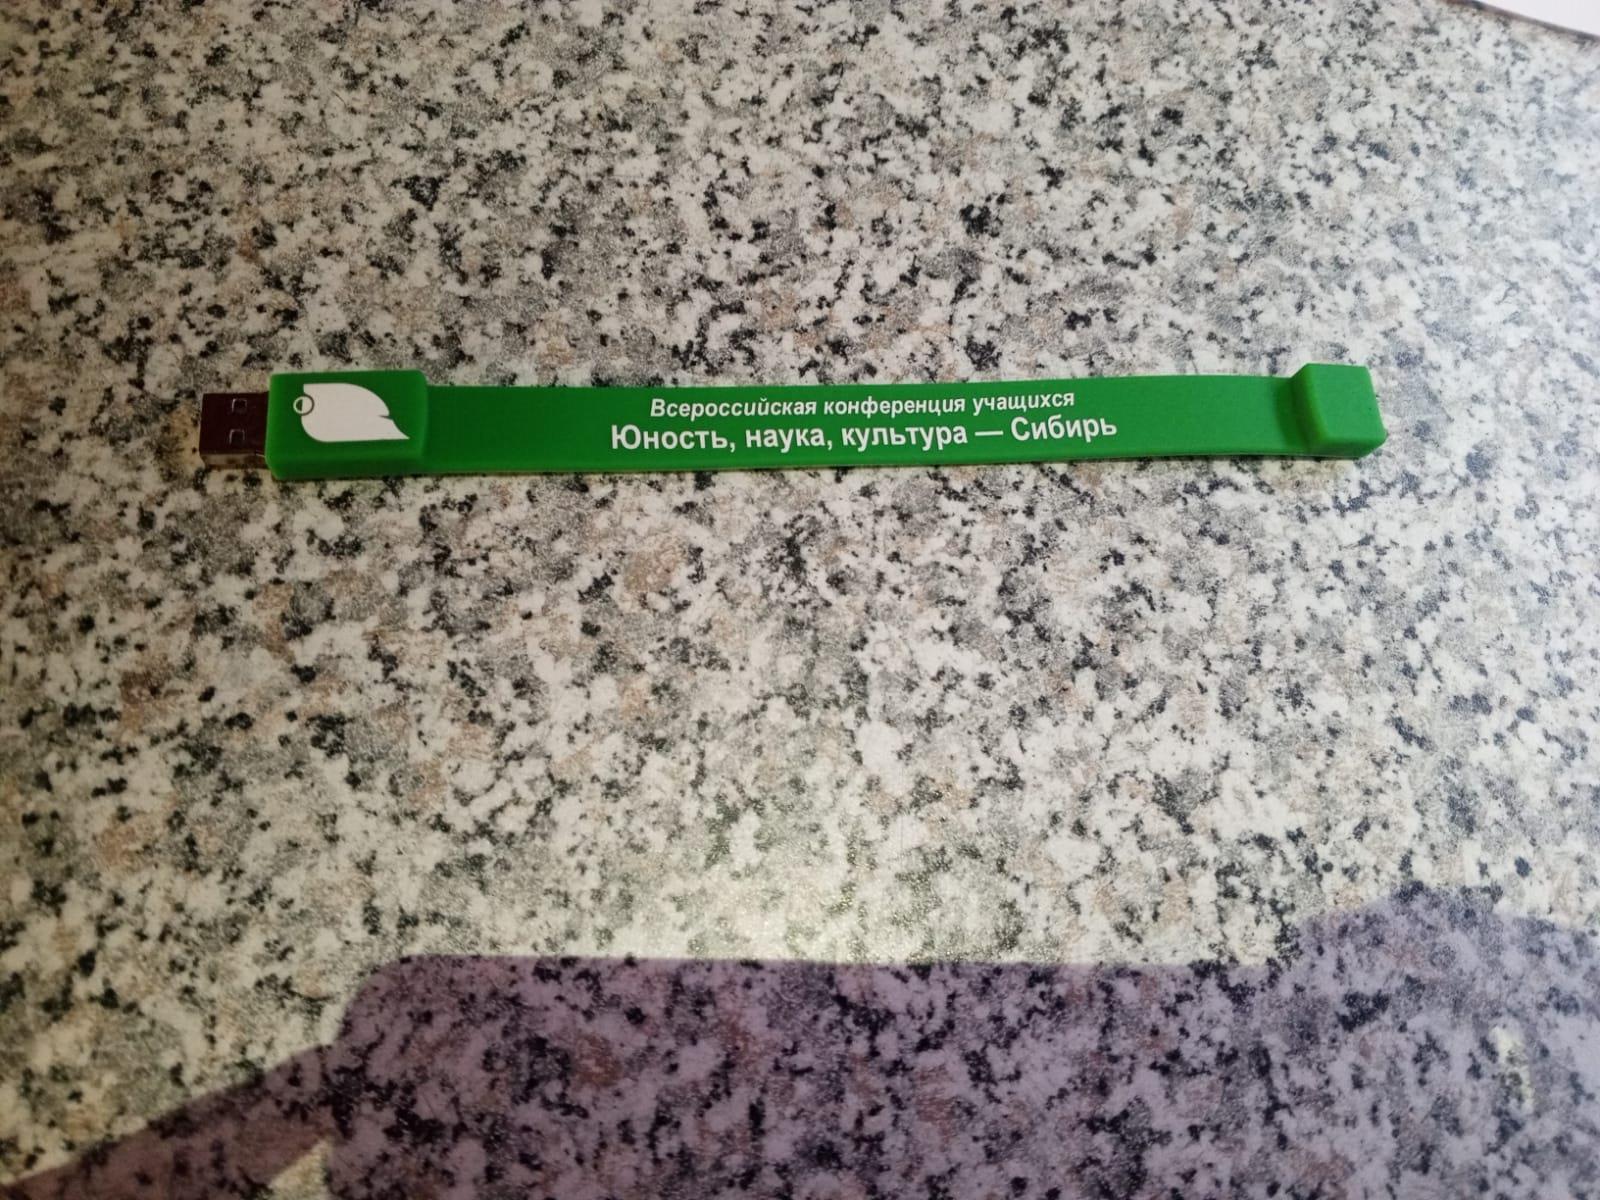 Всероссийская конференция учащихся
Юность, наука, культура — Сибирь